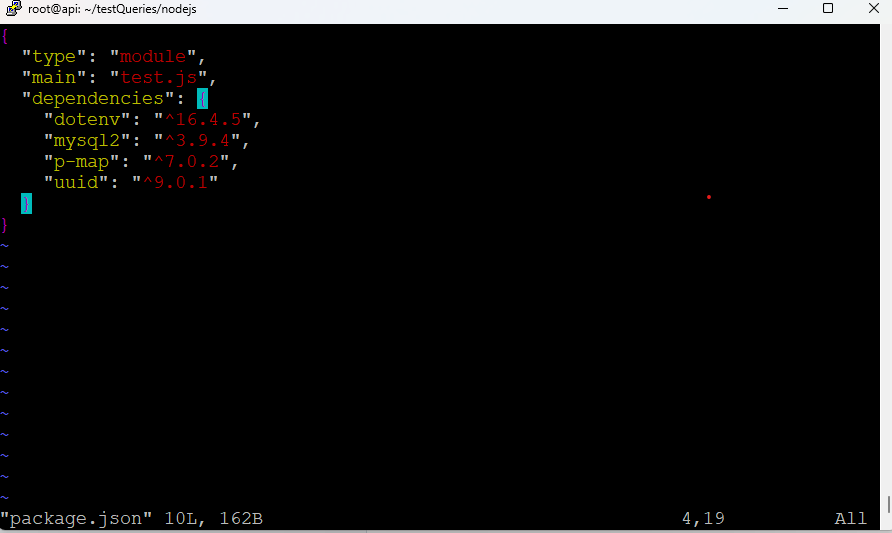 root@api: ~/testQueries/nodejs
{
  "type": "module",
  "main": "test.js",
  "dependencies": {
    "dotenv": "^16.4.5",
    "mysql2": "^3.9.4",
    "p-map": "^7.0.2",
    "uuid": "^9.0.1"
  }
}
~
~
~
~
~
~
~
~
~
~
~
~
~
"package.json" 10L, 162B 4,19 All